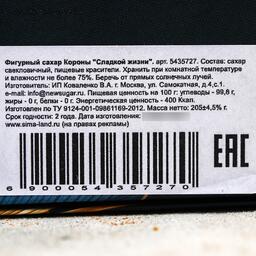 Фигурный сахар Короны "Сладкой жизни". арт. 5435727. Состав: сахар
свекловичный, пищевые красители. Хранить при комнатной температуре
и влажности не более 75%. Беречь от прямых солнечных лучей.
Изготовитель: ИП Коваленко В.А. г. Москва, ул. Самокатная, д.4,с.1.
e-mail: info@newsugar.ru. Пищевая ценность на 100 г: углеводы - 99,6 г,
жиры - 0 г, белки - 0 г. Энергетическая ценность - 400 Ккал.
Изготовлено по ТУ 9124-001-09861169-2012. Масса нетто: 205±4,5% г.
Срок годности: 2 года. Дата изготовления:
www.sima-land.ru (на правах рекламы)
EAC
6 900054 357270